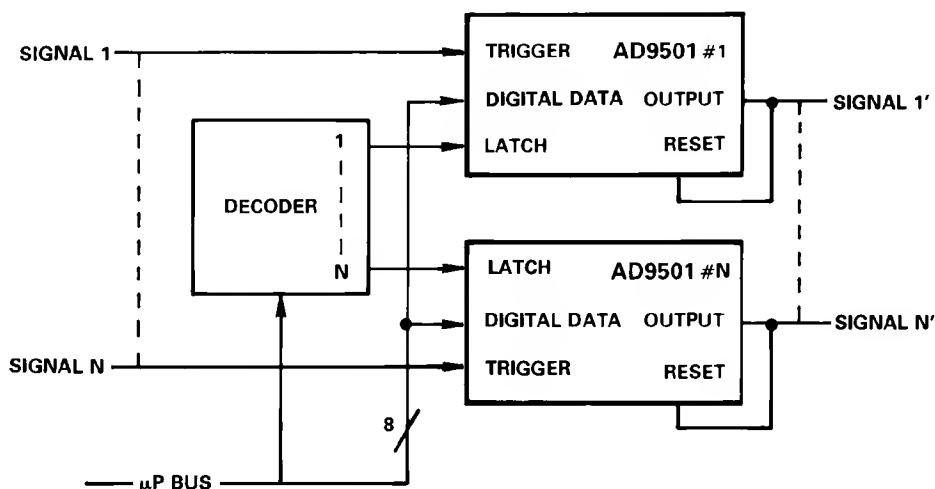 SIGNAL 1
TRIGGER AD9501 #1
DIGITAL DATA OUTPUT
LATCH RESET
SIGNAL 1'
DECODER
1
N
LATCH AD9501 #N
DIGITAL DATA OUTPUT
TRIGGER RESET
SIGNAL N'
SIGNAL N
8
μP BUS